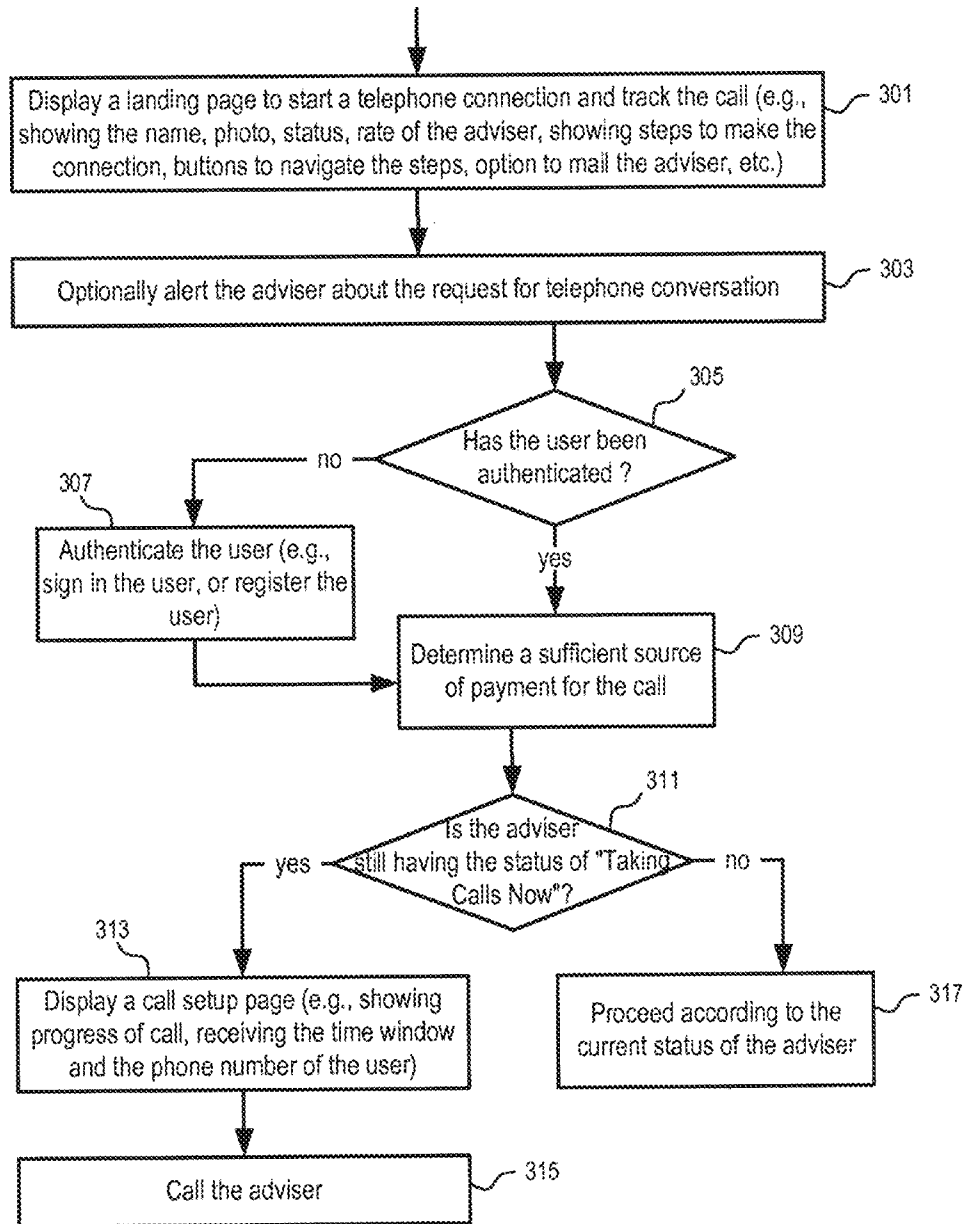 Display a landing page to start a telephone connection and track the call (e.g.,
showing the name, photo, status, rate of the adviser, showing steps to make the
connection, buttons to navigate the steps, option to mail the adviser, etc.)
301
Optionally alert the adviser about the request for telephone conversation
303
305
Has the user been
authenticated ?
no
307
Authenticate the user (e.g.,
sign in the user, or register the
user)
yes
309
Determine a sufficient source
of payment for the call
311
Is the adviser
still having the status of "Taking
Calls Now"?
yes
no
313
Display a call setup page (e.g., showing
progress of call, receiving the time window
and the phone number of the user)
Proceed according to the
current status of the adviser
317
Call the adviser
315